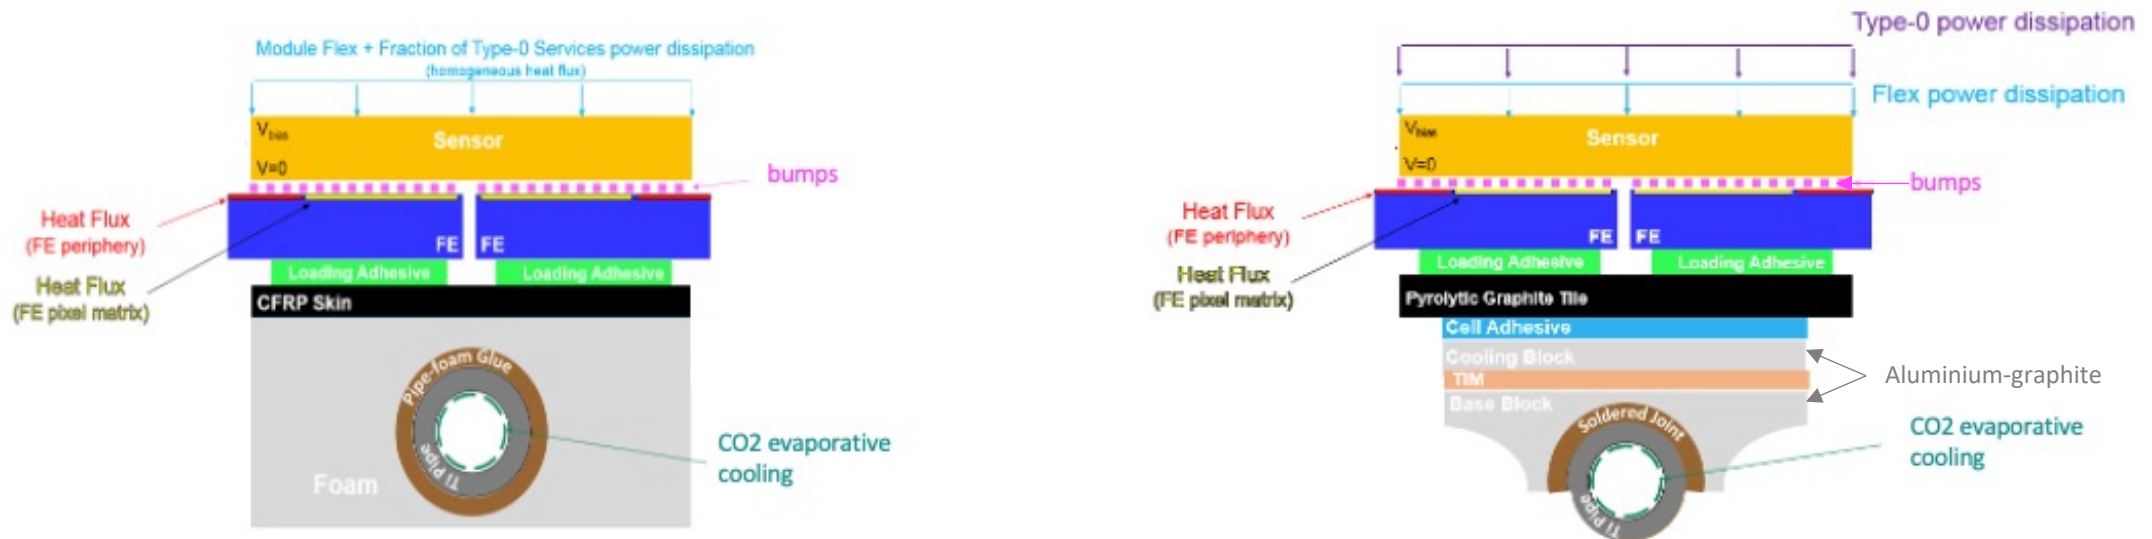 Module Flex + Fraction of Type-0 Services power dissipation
(homogeneous heat flux)
Vbias
Sensor
V=0
bumps
Heat Flux
(FE periphery)
FE
FE
Loading Adhesive
Loading Adhesive
Heat Flux
(FE pixel matrix)
CFRP Skin
Pipe-foam Glue
Ti Pipe
Foam
CO2 evaporative
cooling
Type-0 power dissipation
Flex power dissipation
Vbias
Sensor
V=0
bumps
Heat Flux
(FE periphery)
FE
FE
Loading Adhesive
Loading Adhesive
Heat Flux
(FE pixel matrix)
Pyrolytic Graphite Tile
Cell Adhesive
Cooling Block
TIM
Base Block
Aluminium-graphite
Soldered Joint
Ti Pipe
CO2 evaporative
cooling